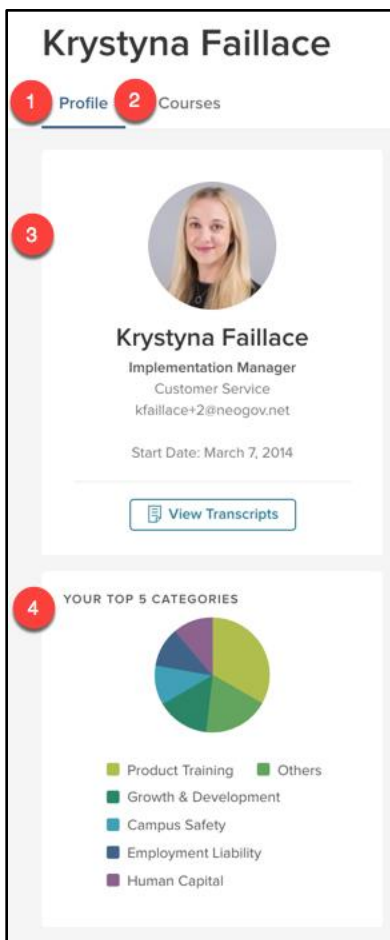 Krystyna Faillace
1 Profile 2 Courses
3
Krystyna Faillace
Implementation Manager
Customer Service
kfaillace+2@neogov.net
Start Date: March 7, 2014
View Transcripts
4 YOUR TOP 5 CATEGORIES
Product Training Others
Growth & Development
Campus Safety
Employment Liability
Human Capital